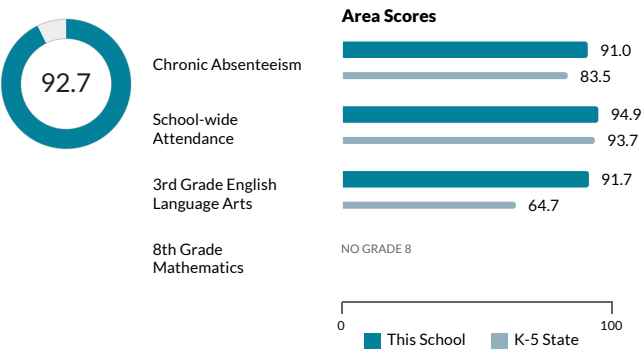 Area Scores
92.7
Chronic Absenteeism
91.0
83.5
School-wide
Attendance
94.9
93.7
3rd Grade English
Language Arts
91.7
64.7
8th Grade
Mathematics
NO GRADE 8
0
100
This School
K-5 State